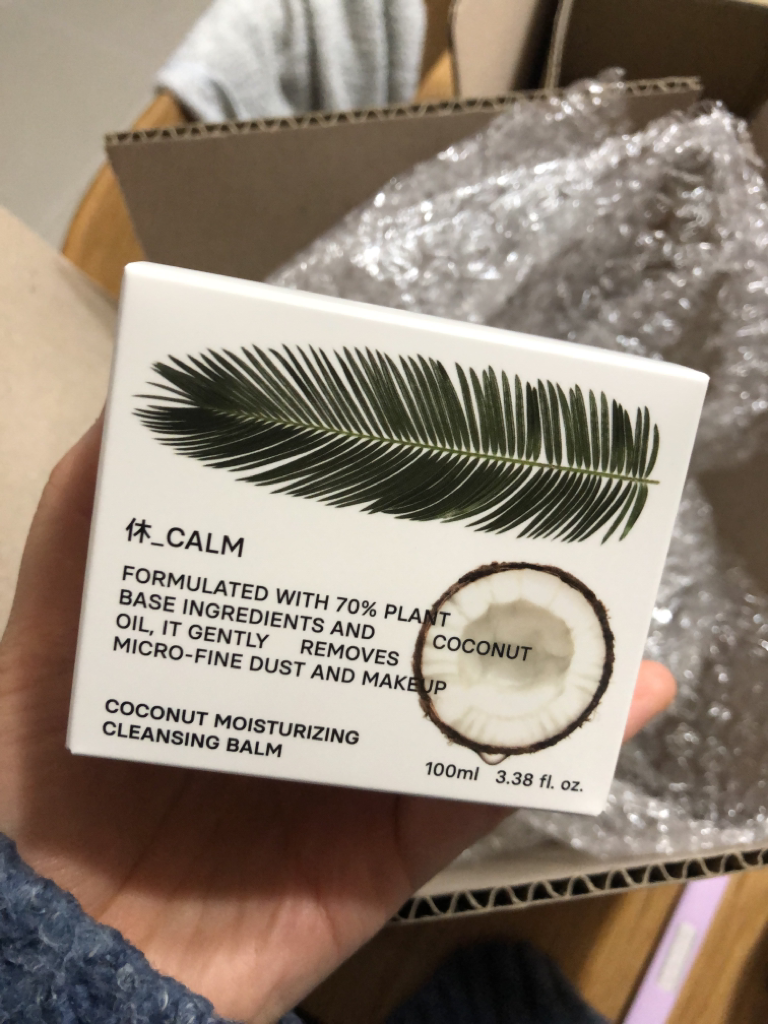 休_CALM
FORMULATED WITH 70% PLANT
BASE INGREDIENTS AND COCONUT
OIL, IT GENTLY REMOVES
MICRO-FINE DUST AND MAKEUP
COCONUT MOISTURIZING
CLEANSING BALM
100ml 3.38 fl. oz.